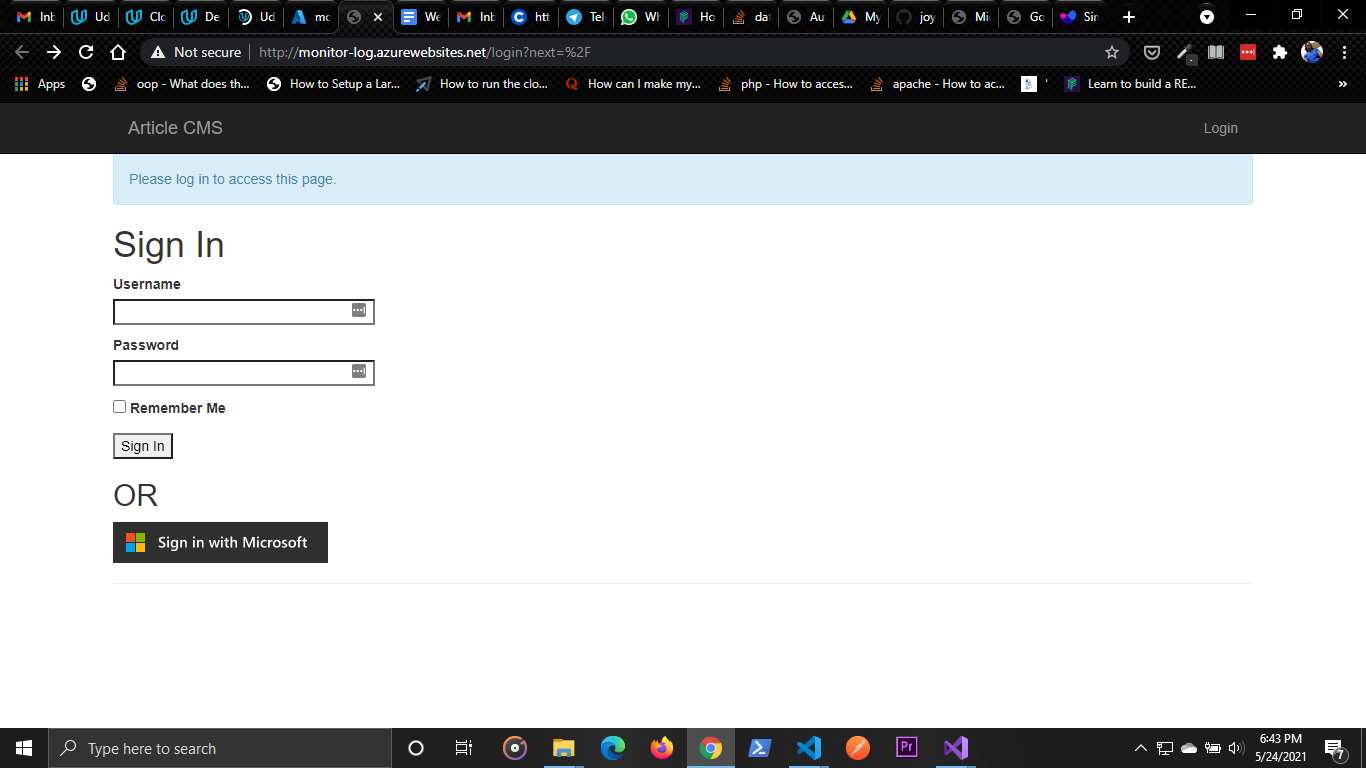 Inb Ud Clo De Ud mo We Inb htt Tele Wh Ho dat Au My joy Mi Go Sin
Not secure http://monitor-log.azurewebsites.net/login?next=%2F
Apps oop - What does th... How to Setup a Lar... How to run the clo... How can I make my... php - How to acces... apache - How to ac... ' Learn to build a RE... »
Article CMS Login
Please log in to access this page.
Sign In
Username
Password
Remember Me
Sign In
OR
Sign in with Microsoft
Type here to search
Pr
6:43 PM
5/24/2021
7